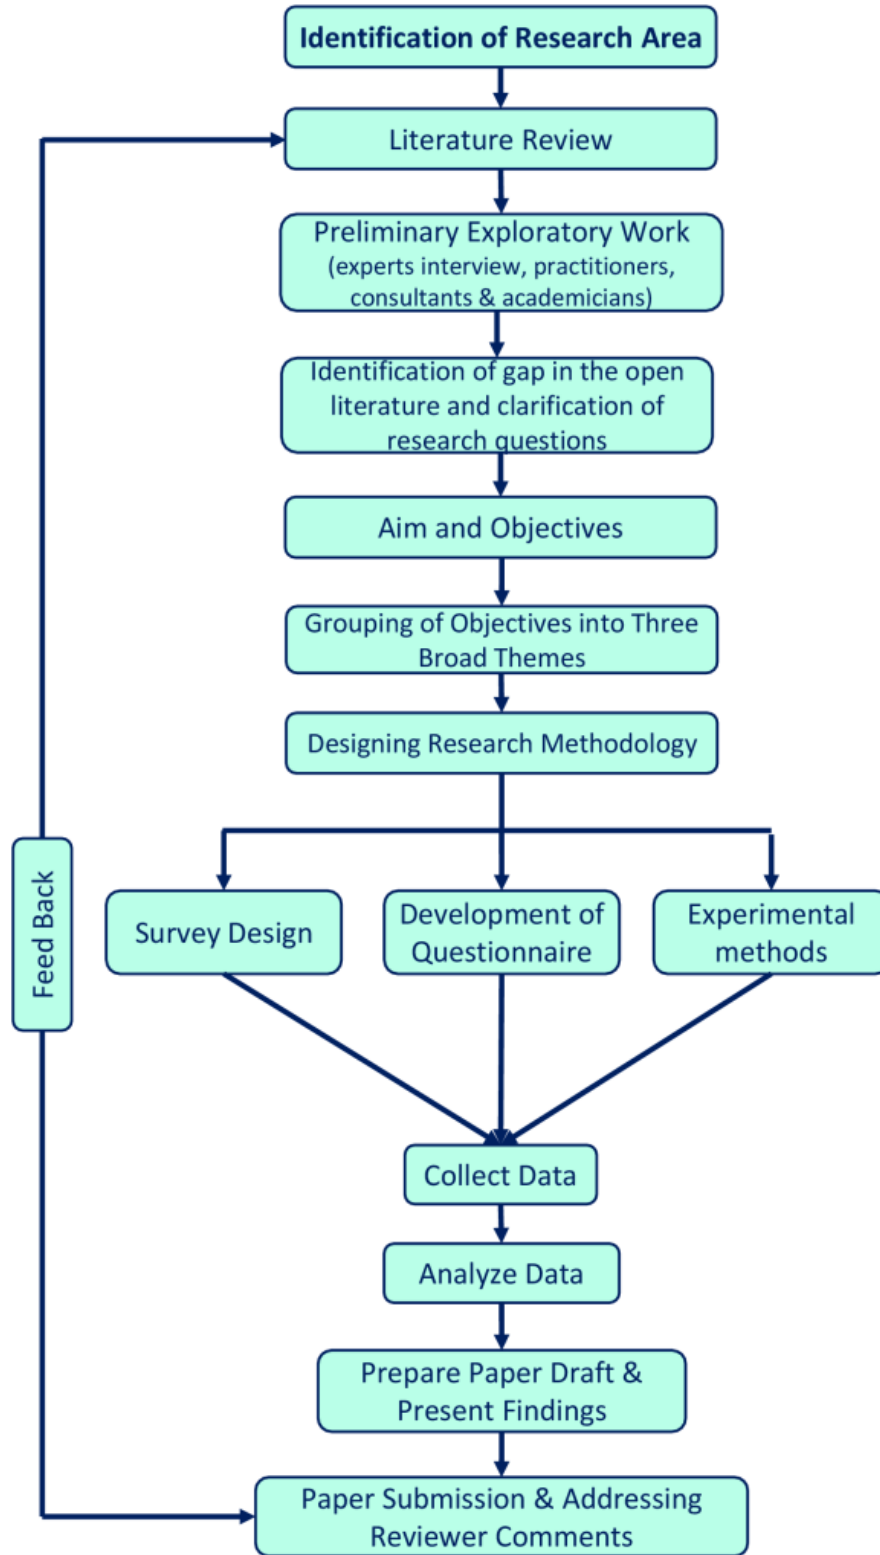 Identification of Research Area
Literature Review
Preliminary Exploratory Work
(experts interview, practitioners,
consultants & academicians)
Identification of gap in the open
literature and clarification of
research questions
Aim and Objectives
Grouping of Objectives into Three
Broad Themes
Designing Research Methodology
Feed Back
Survey Design
Development of
Questionnaire
Experimental
methods
Collect Data
Analyze Data
Prepare Paper Draft &
Present Findings
Paper Submission & Addressing
Reviewer Comments